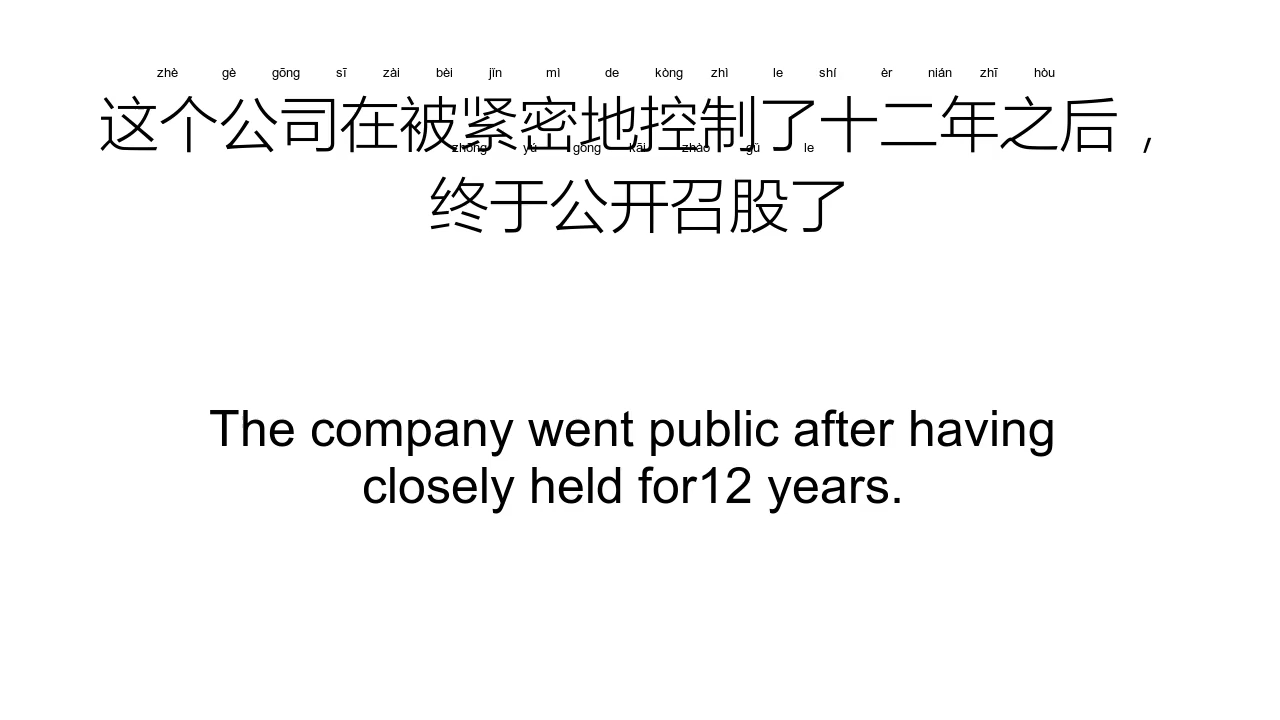 zhè gè gōng sī zài bèi jǐn mì de kòng zhì le shí èr nián zhī hòu
这个公司在被紧密地控制了十二年之后，
zhōng yú gōng kāi zhào gǔ le
终于公开召股了
The company went public after having
closely held for12 years.